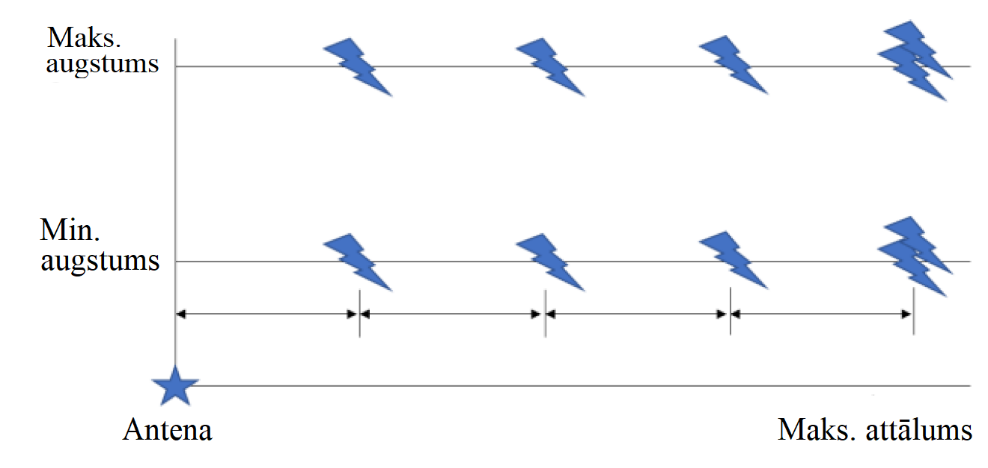 Maks.
augstums
Min.
augstums
Antena
Maks. attālums